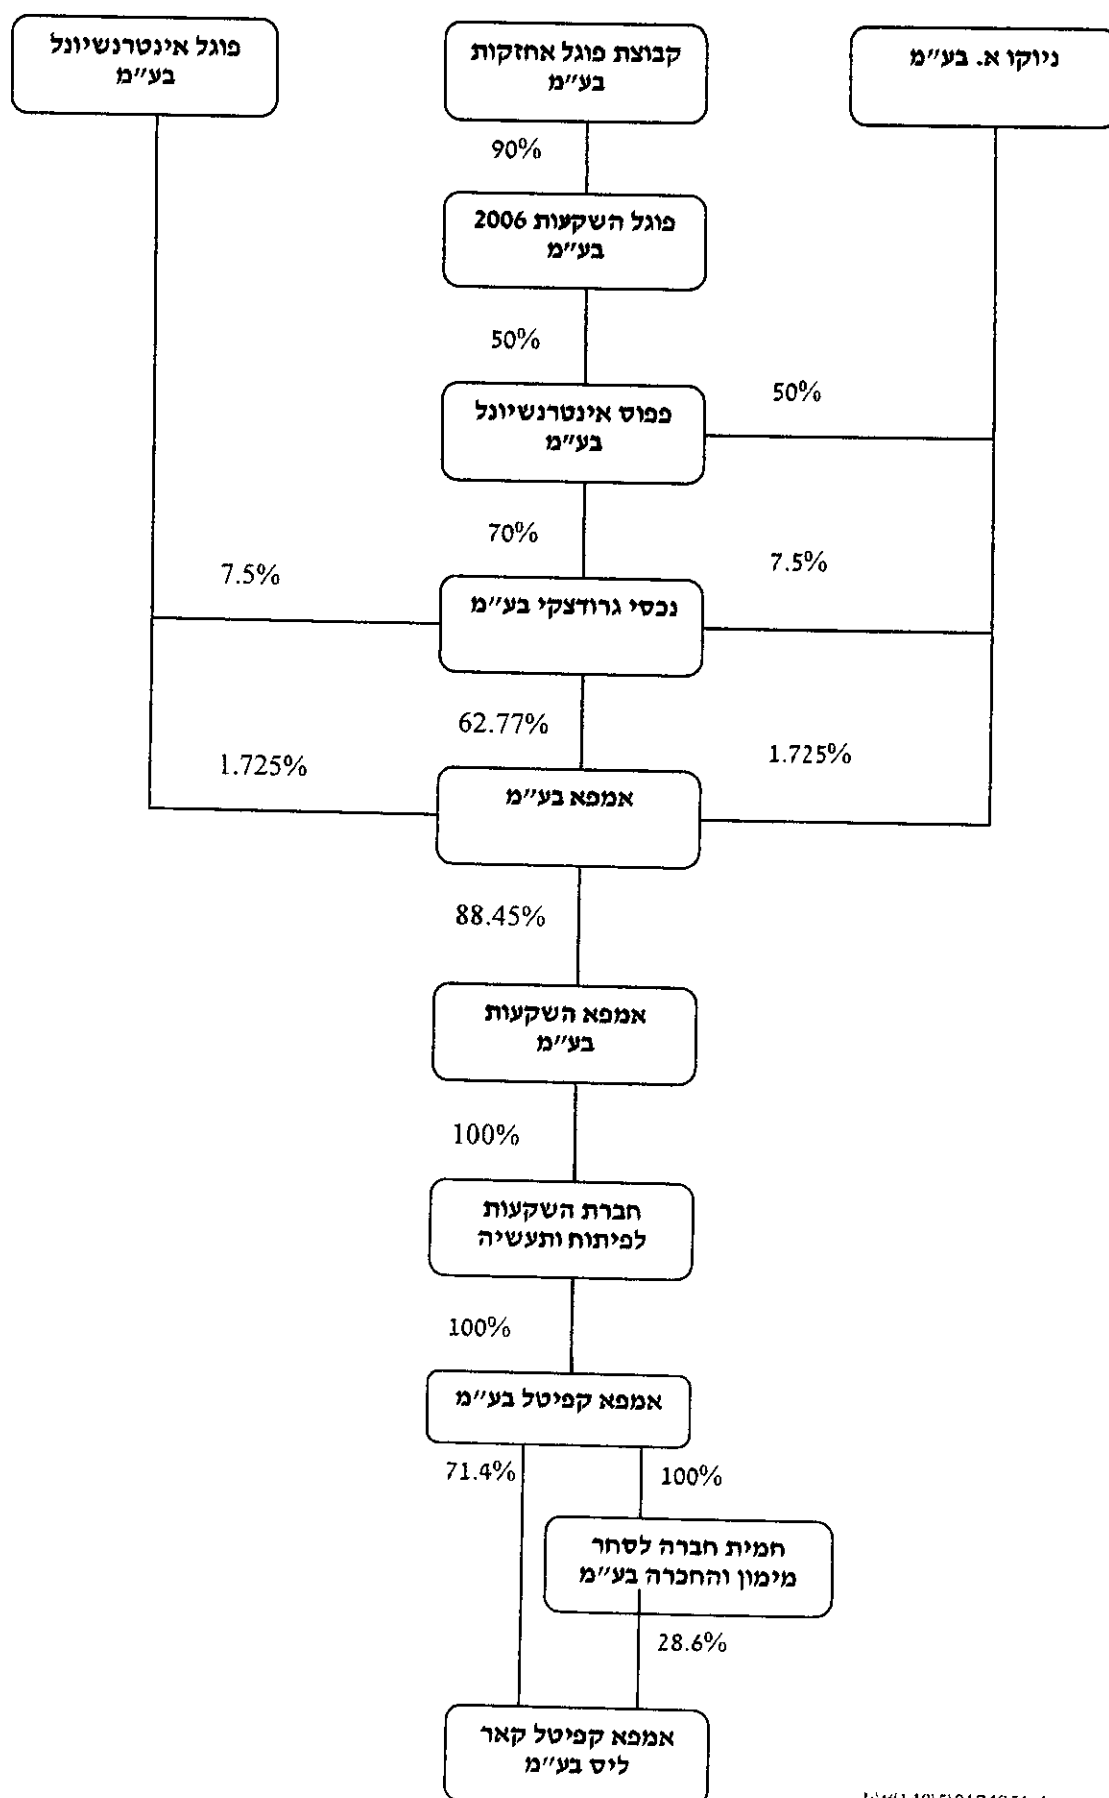 פוגל אינטרנשיונל
בע״מ
קבוצת פוגל אחזקות
בע״מ
ניוקו א. בע״מ
90%
פוגל השקעות 2006
בע״מ
50%
50%
פפוס אינטרנשיונל
בע״מ
70%
7.5%
7.5%
נכסי גרודצקי בע״מ
62.77%
1.725%
1.725%
אמפא בע״מ
88.45%
אמפא השקעות
בע״מ
100%
חברת השקעות
לפיתוח ותעשיה
100%
אמפא קפיטל בע״מ
71.4%
100%
חמית חברה לסחר
מימון והחכרה בע״מ
28.6%
אמפא קפיטל קאר
ליס בע״מ